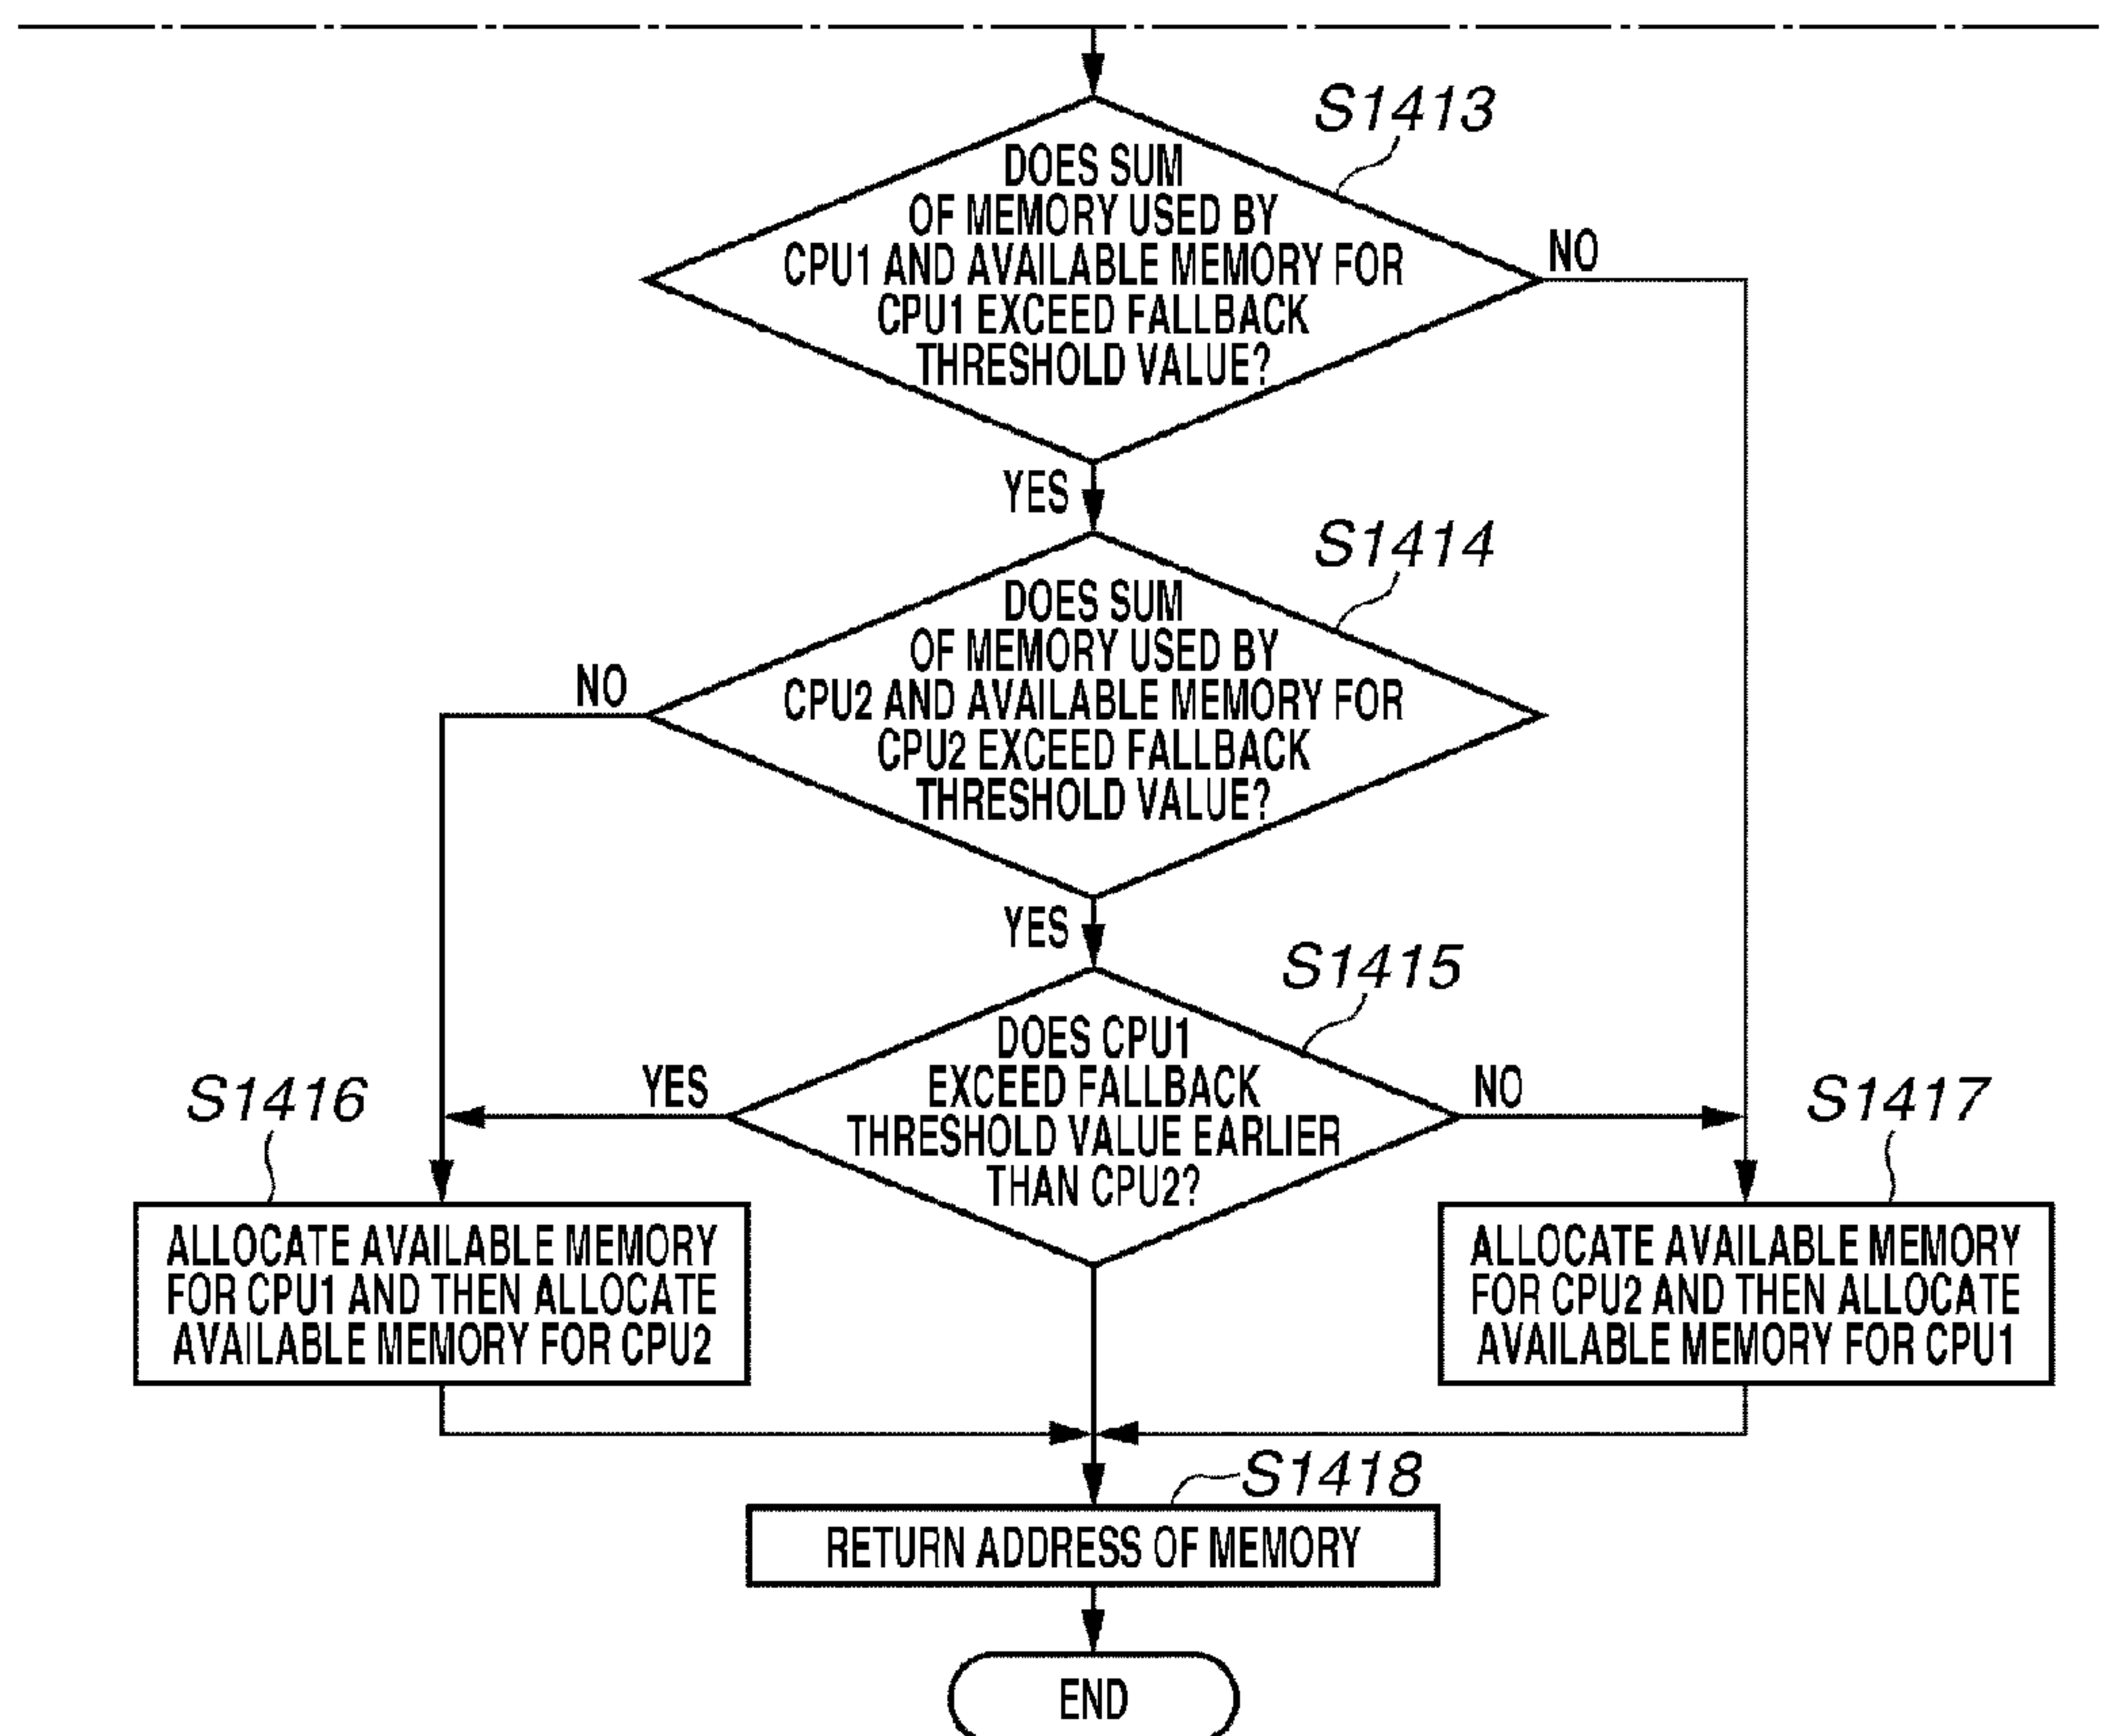 S1413
DOES SUM
OF MEMORY USED BY
CPU1 AND AVAILABLE MEMORY FOR
CPU1 EXCEED FALLBACK
THRESHOLD VALUE?
NO
YES
S1414
DOES SUM
OF MEMORY USED BY
CPU2 AND AVAILABLE MEMORY FOR
CPU2 EXCEED FALLBACK
THRESHOLD VALUE?
NO
YES
S1415
DOES CPU1
EXCEED FALLBACK
THRESHOLD VALUE EARLIER
THAN CPU2?
YES
NO
S1416
ALLOCATE AVAILABLE MEMORY
FOR CPU1 AND THEN ALLOCATE
AVAILABLE MEMORY FOR CPU2
S1417
ALLOCATE AVAILABLE MEMORY
FOR CPU2 AND THEN ALLOCATE
AVAILABLE MEMORY FOR CPU1
S1418
RETURN ADDRESS OF MEMORY
END